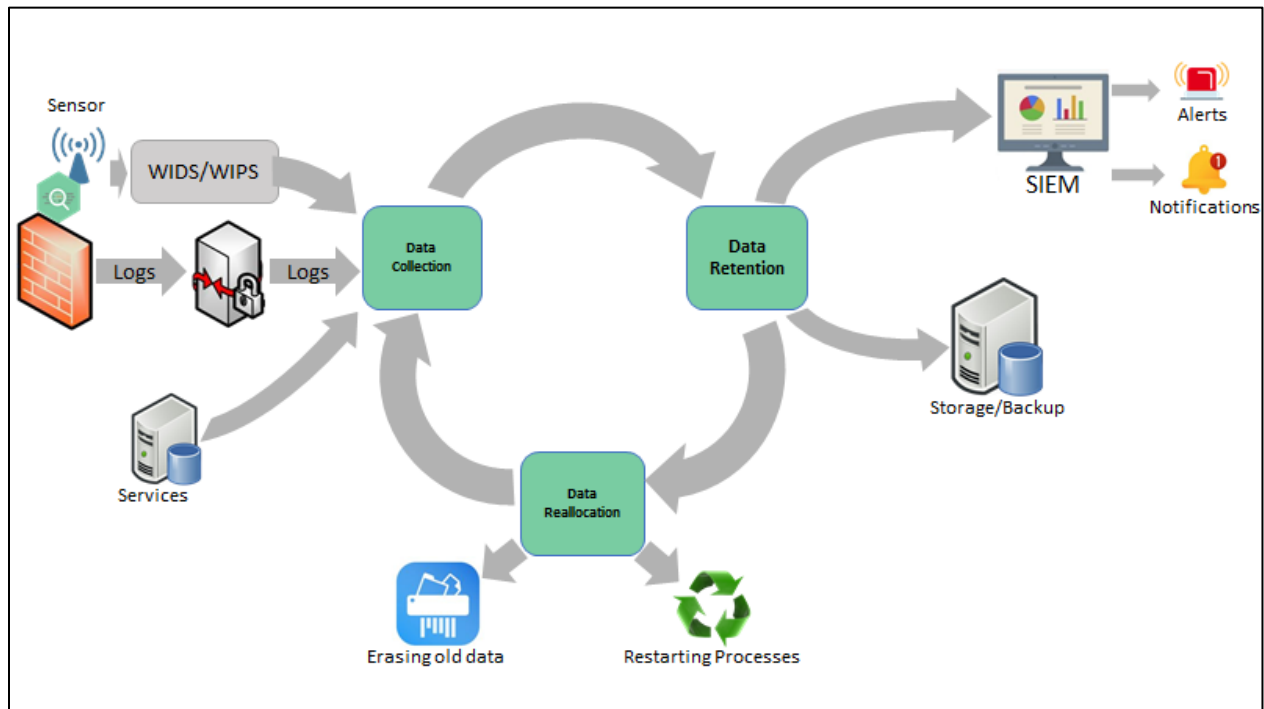 Sensor
WIDS/WIPS
Logs
Logs
Data
Collection
Data
Retention
SIEM
Alerts
1
Notifications
Services
Storage/Backup
Data
Reallocation
Erasing old data
Restarting Processes